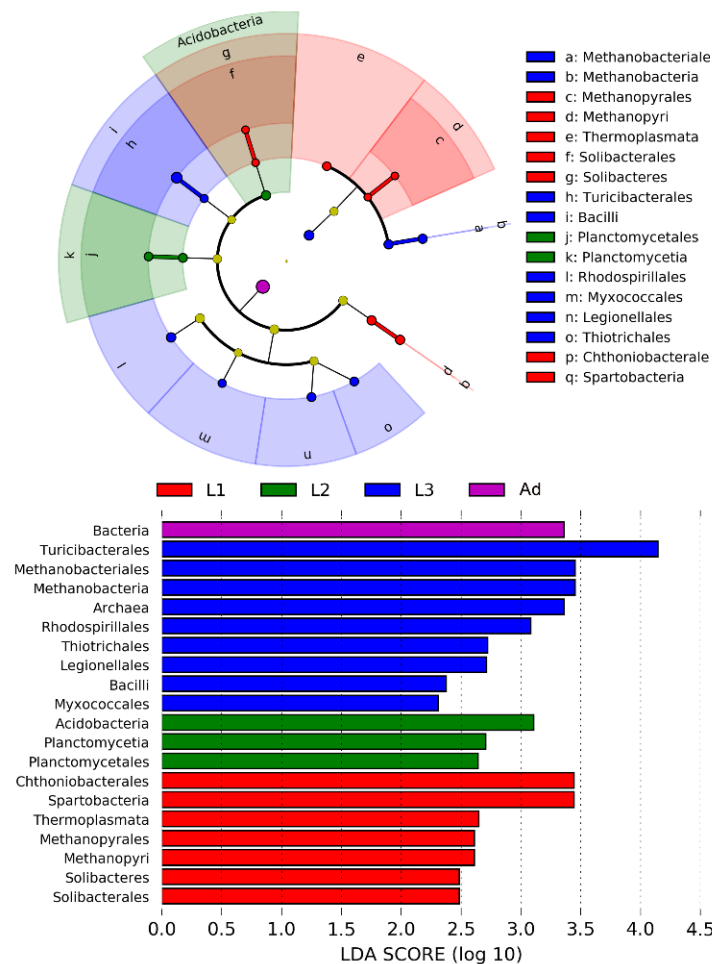 Acidobacteria
g
f
e
d
c
i
h
a
b
k
j
p
q
l
m
n
o
a: Methanobacteriale
b: Methanobacteria
c: Methanopyrales
d: Methanopyri
e: Thermoplasmata
f: Solibacterales
g: Solibacteres
h: Turicibacterales
i: Bacilli
j: Planctomycetales
k: Planctomycetia
l: Rhodospirillales
m: Myxococcales
n: Legionellales
o: Thiotrichales
p: Chthoniobacterale
q: Spartobacteria
L1 L2 L3 Ad
Bacteria
Turicibacterales
Methanobacteriales
Methanobacteria
Archaea
Rhodospirillales
Thiotrichales
Legionellales
Bacilli
Myxococcales
Acidobacteria
Planctomycetia
Planctomycetales
Chthoniobacterales
Spartobacteria
Thermoplasmata
Methanopyrales
Methanopyri
Solibacteres
Solibacterales
0.0 0.5 1.0 1.5 2.0 2.5 3.0 3.5 4.0 4.5
LDA SCORE (log 10)